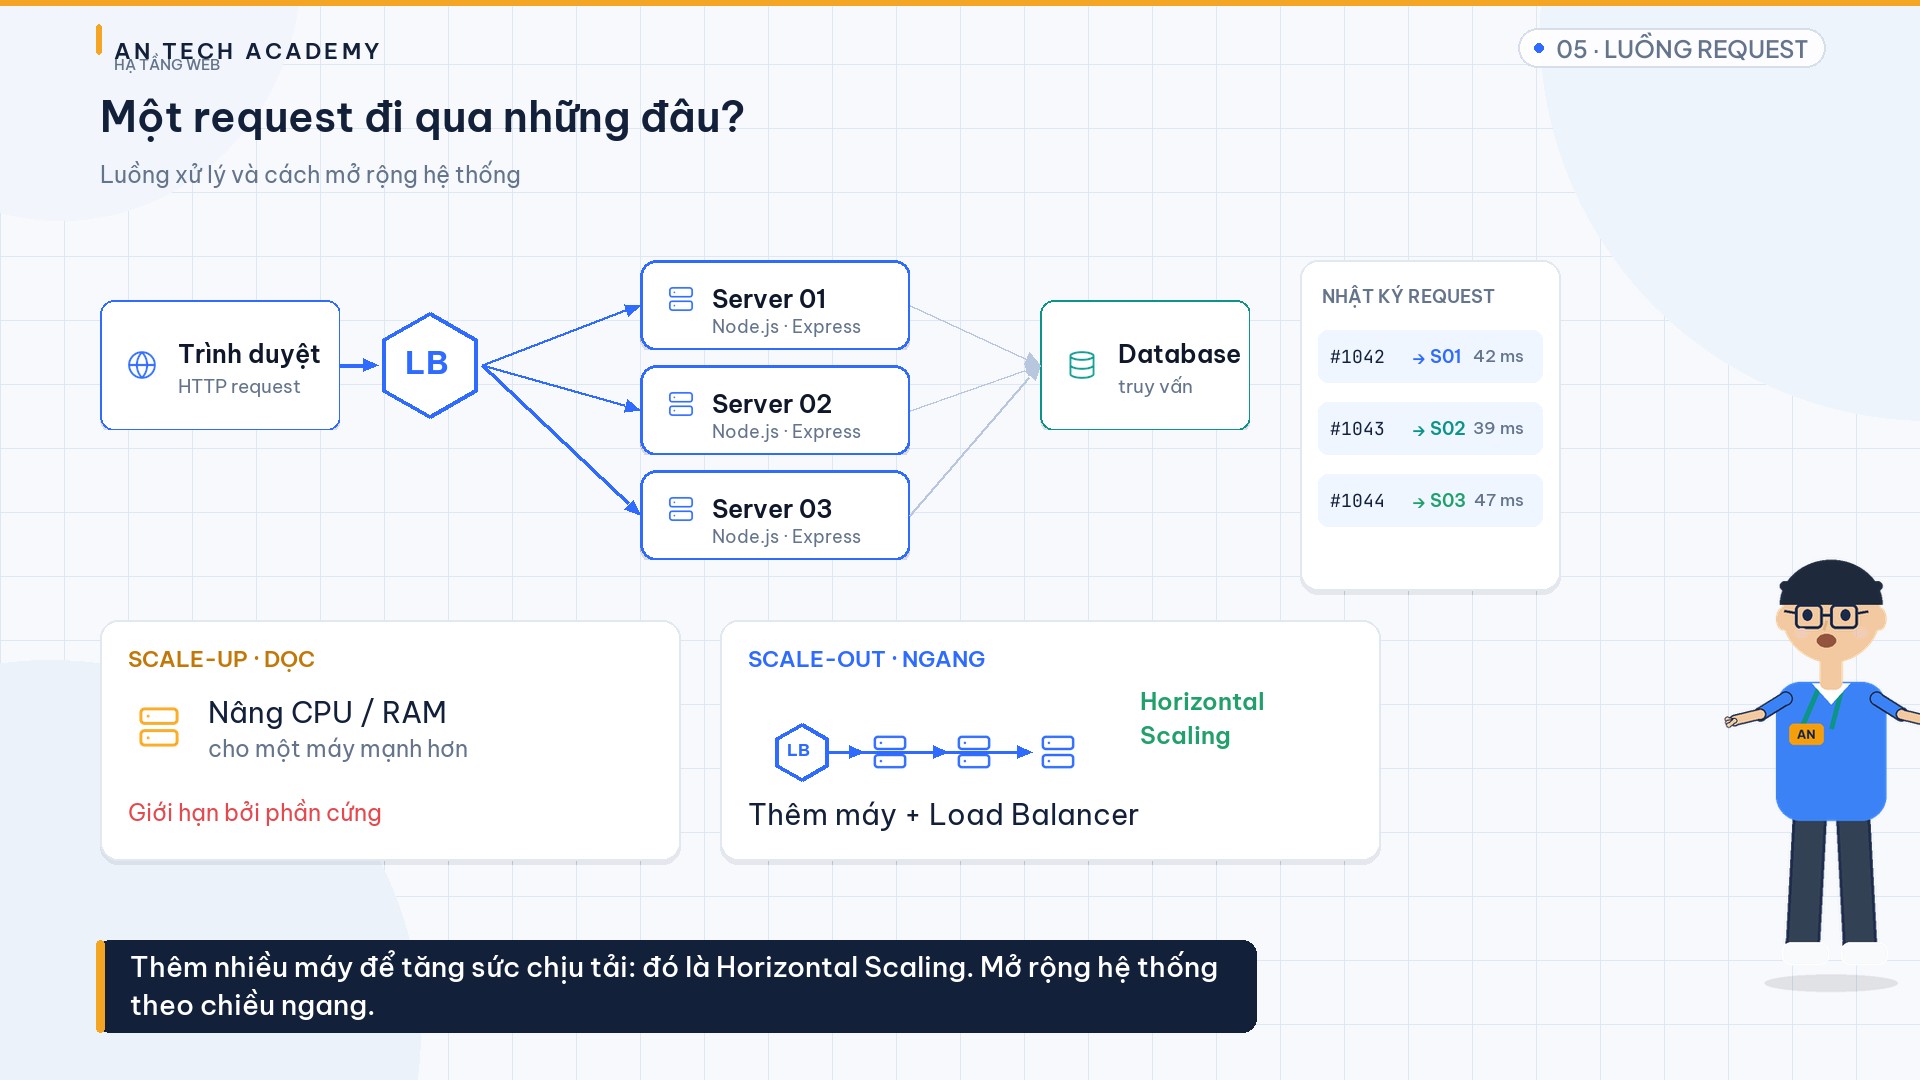 AN TECH ACADEMY
HẠ TẦNG WEB
05 · LUỒNG REQUEST
Một request đi qua những đâu?
Luồng xử lý và cách mở rộng hệ thống
Trình duyệt
HTTP request
LB
Server 01
Node.js · Express
Server 02
Node.js · Express
Server 03
Node.js · Express
Database
truy vấn
NHẬT KÝ REQUEST
#1042 → S01 42 ms
#1043 → S02 39 ms
#1044 → S03 47 ms
SCALE-UP · DỌC
Nâng CPU / RAM
cho một máy mạnh hơn
Giới hạn bởi phần cứng
SCALE-OUT · NGANG
LB
Horizontal
Scaling
Thêm máy + Load Balancer
AN
Thêm nhiều máy để tăng sức chịu tải: đó là Horizontal Scaling. Mở rộng hệ thống
theo chiều ngang.